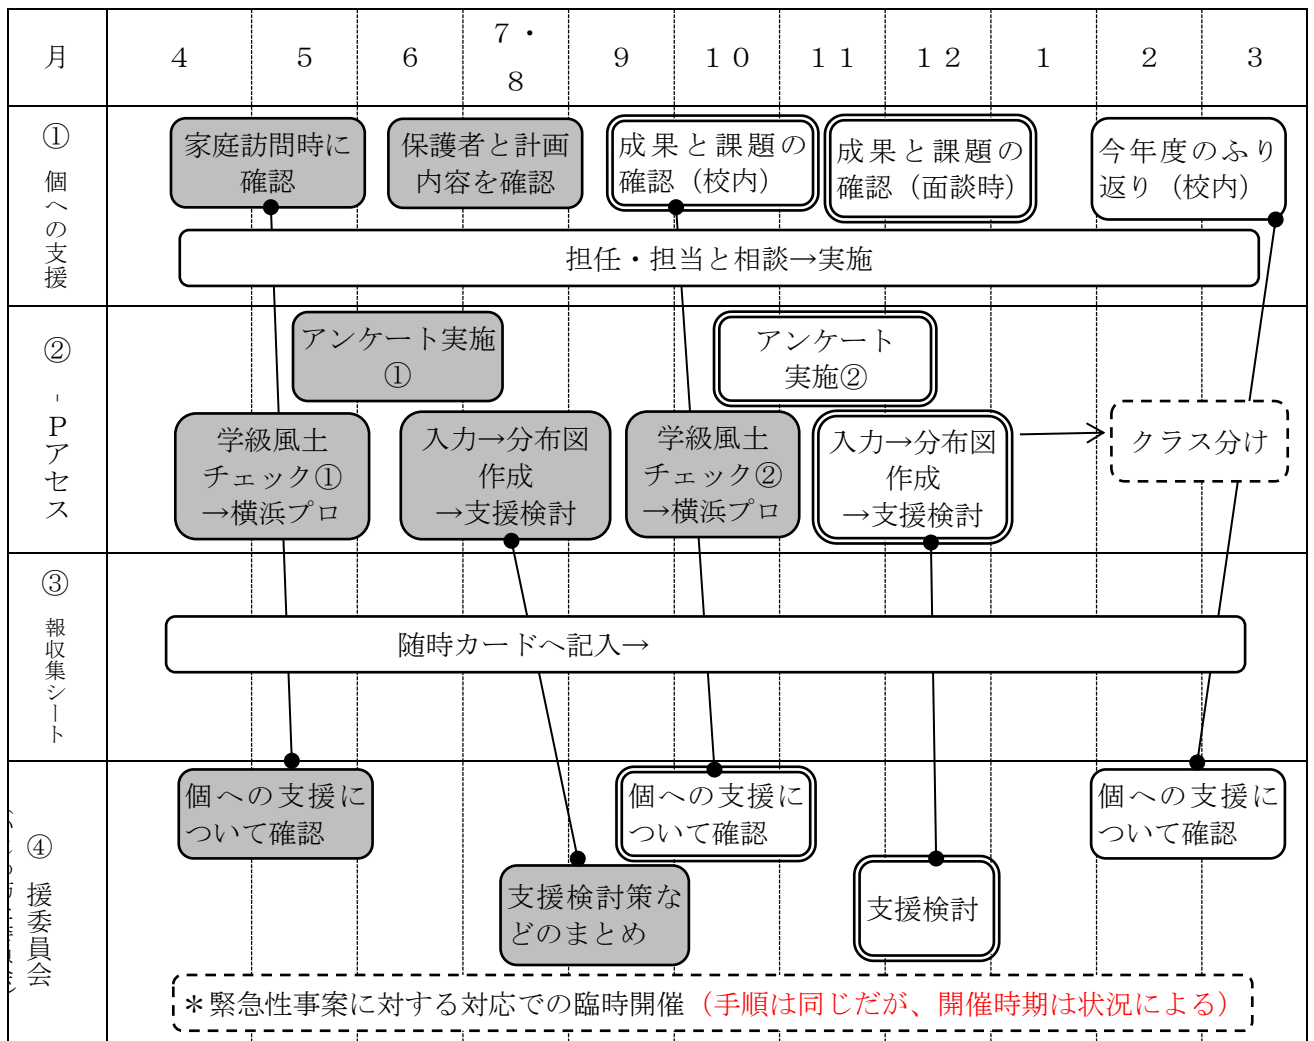 月
４
５
６
７・
８
９
１０
１１
１２
１
２
３
①
個への支援
家庭訪問時に
確認
保護者と計画
内容を確認
成果と課題の
確認（校内）
成果と課題の
確認（面談時）
今年度のふり
返り（校内）
担任・担当と相談→実施
②
-Ｐアセス
アンケート実施
①
アンケート
実施②
学級風土
チェック①
→横浜プロ
入力→分布図
作成
→支援検討
学級風土
チェック②
→横浜プロ
入力→分布図
作成
→支援検討
クラス分け
③
報収集シート
随時カードへ記入→
④
援委員会
個への支援に
ついて確認
個への支援に
ついて確認
個への支援に
ついて確認
支援検討策な
どのまとめ
支援検討
＊緊急性事案に対する対応での臨時開催（手順は同じだが、開催時期は状況による）